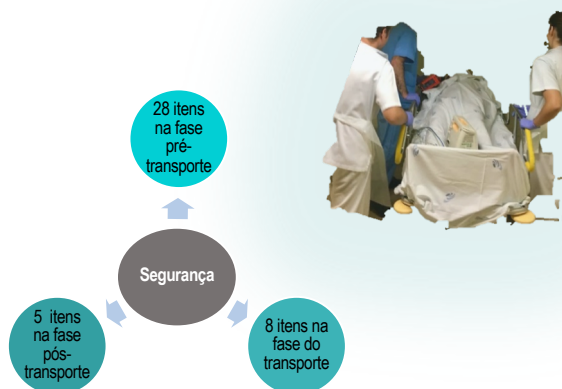 28 itens
na fase
pré-
transporte
Segurança
5 itens
na fase
pós-
transporte
8 itens na
fase do
transporte